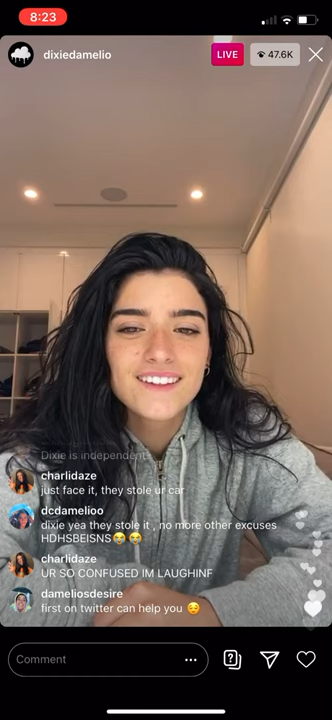 8:23
dixiedamelio
LIVE
47.6K
Dixie is independent!
charlidaze
just face it, they stole ur car
dcdamelioo
dixie yea they stole it , no more other excuses
HDHSBEISNS😭😭
charlidaze
UR SO CONFUSED IM LAUGHINF
dameliosdesire
first on twitter can help you 😏
Comment